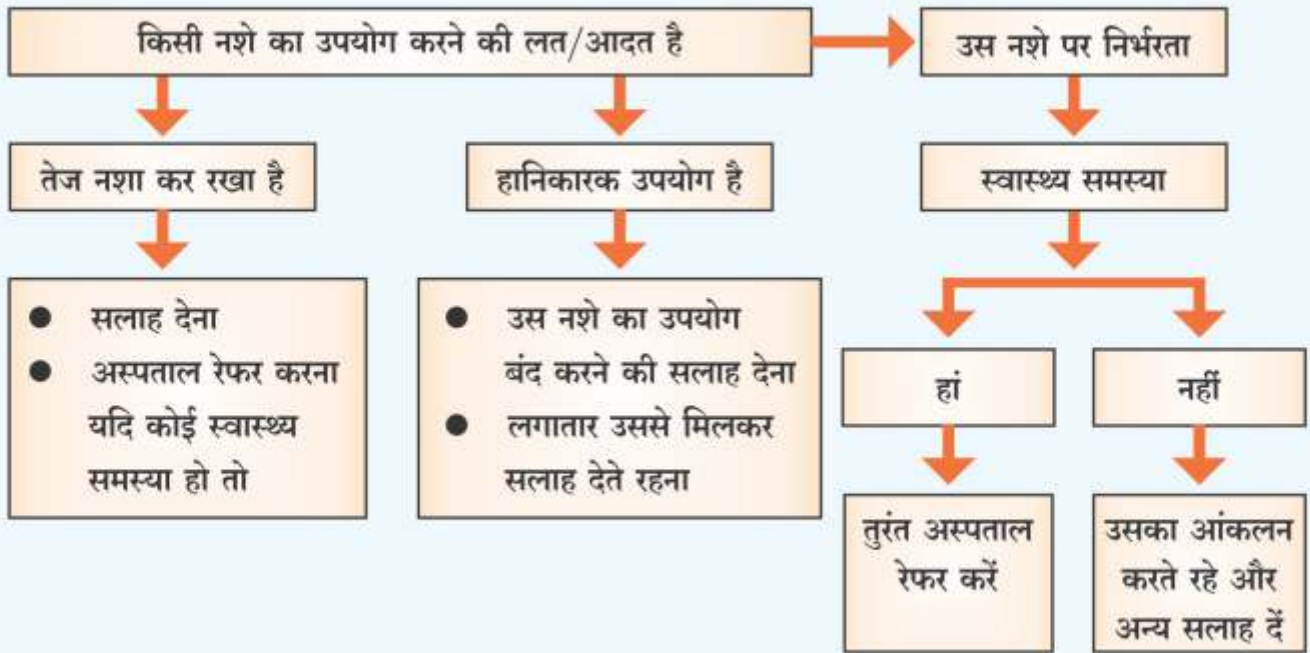 किसी नशे का उपयोग करने की लत/आदत है
उस नशे पर निर्भरता
तेज नशा कर रखा है
हानिकारक उपयोग है
स्वास्थ्य समस्या
● सलाह देना
● अस्पताल रेफर करना
यदि कोई स्वास्थ्य
समस्या हो तो
● उस नशे का उपयोग
बंद करने की सलाह देना
● लगातार उससे मिलकर
सलाह देते रहना
हां
नहीं
तुरंत अस्पताल
रेफर करें
उसका आंकलन
करते रहे और
अन्य सलाह दें